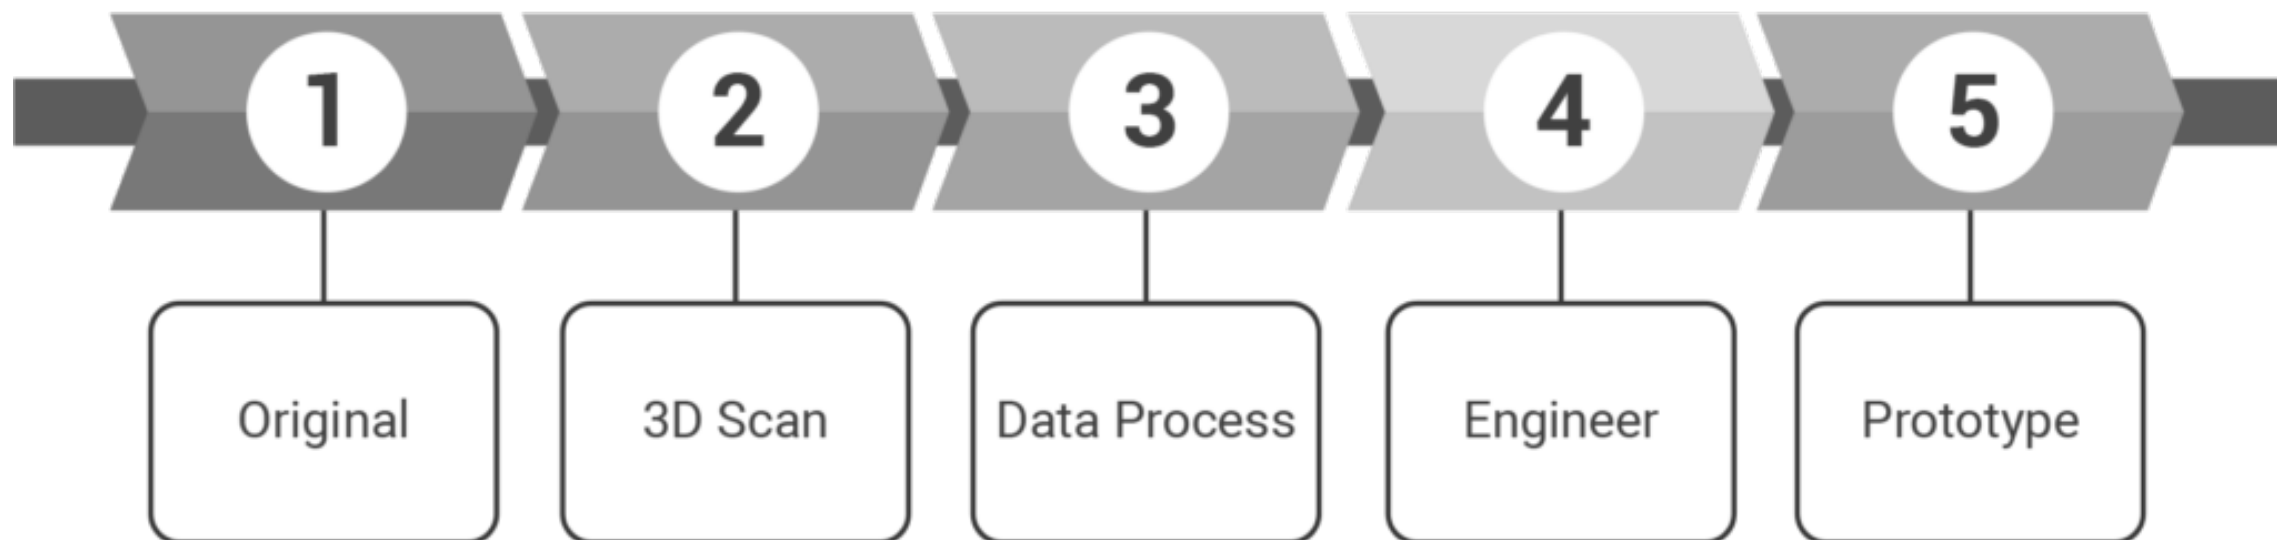 1
2
3
4
5
Original
3D Scan
Data Process
Engineer
Prototype